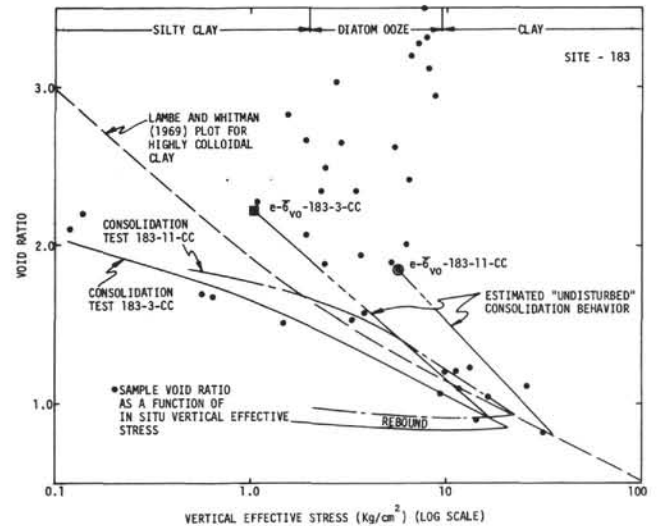 SILTY CLAY
DIATOM OOZE
CLAY
SITE - 183
3.0
LAMBE AND WHITMAN
(1969) PLOT FOR
HIGHLY COLLOIDAL
CLAY
e-σ̄vo-183-3-CC
CONSOLIDATION
TEST 183-11-CC
2.0
VOID RATIO
e-σ̄vo-183-11-CC
CONSOLIDATION
TEST 183-3-CC
ESTIMATED "UNDISTURBED"
CONSOLIDATION BEHAVIOR
SAMPLE VOID RATIO
AS A FUNCTION OF
IN SITU VERTICAL EFFECTIVE
STRESS
1.0
REBOUND
0.1
1.0
10
100
VERTICAL EFFECTIVE STRESS (Kg/cm²) (LOG SCALE)